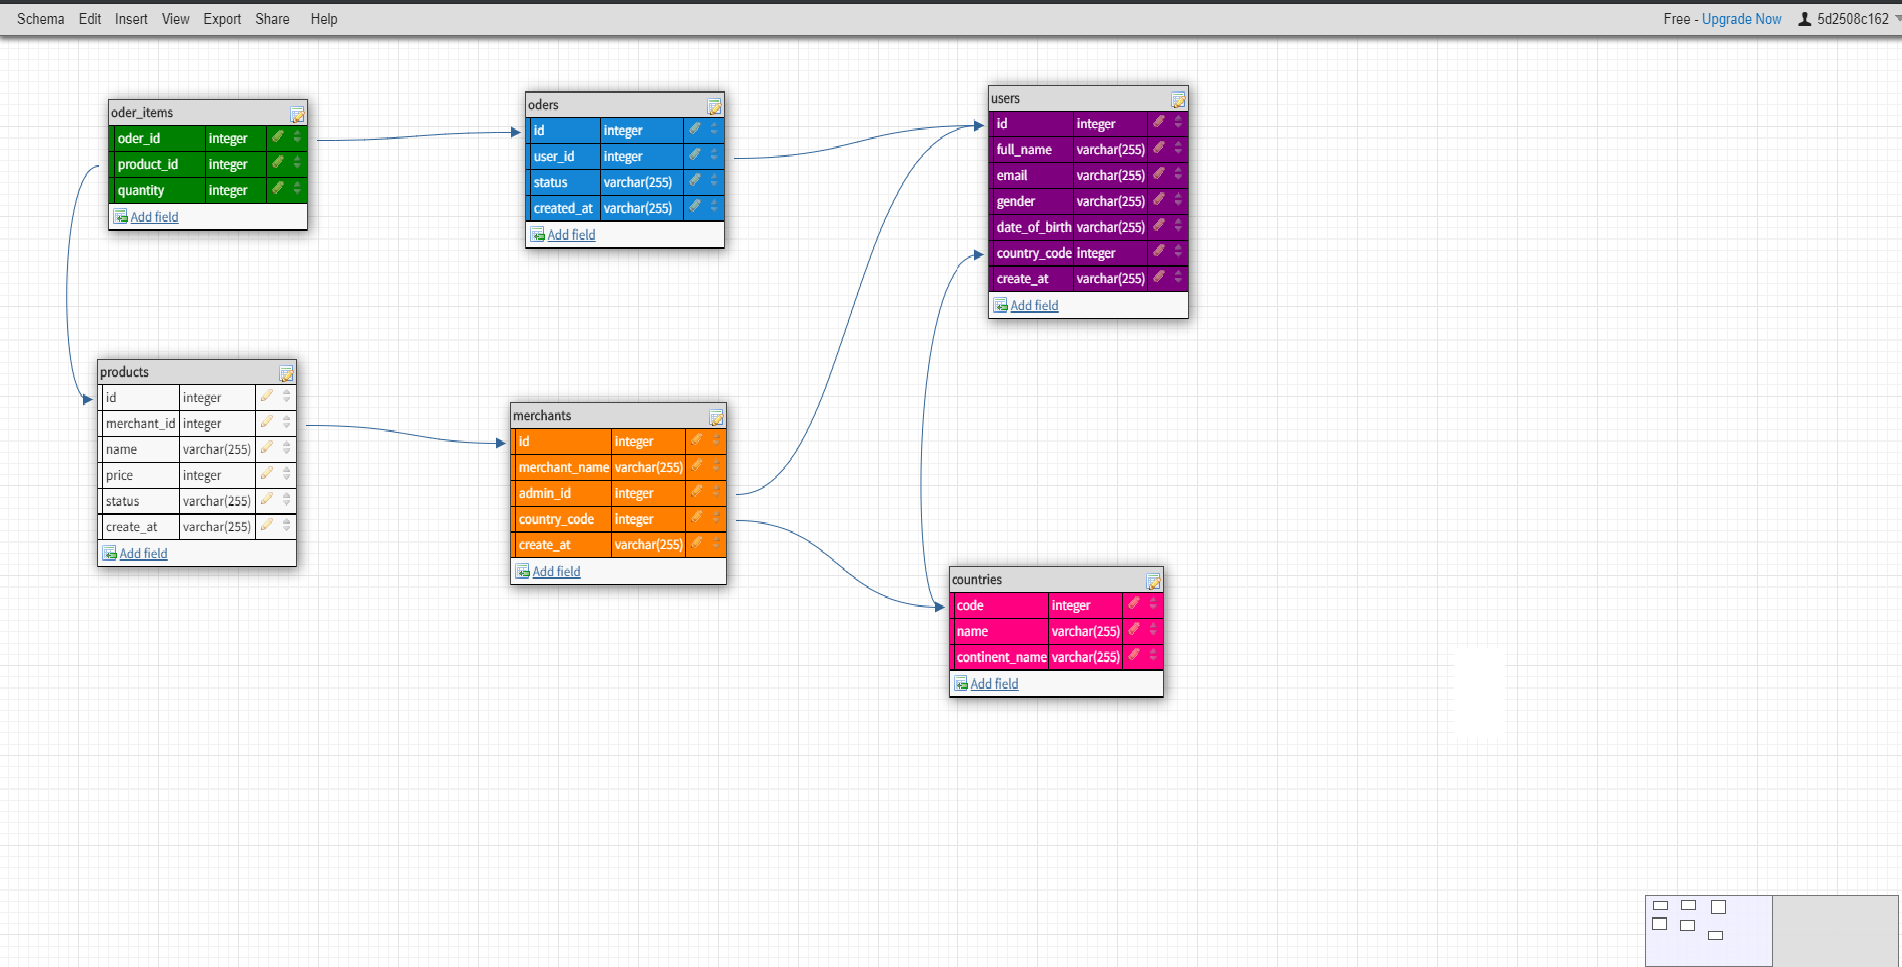 Schema Edit Insert View Export Share Help Free - Upgrade Now 5d2508c162
oder_items
oder_id integer
product_id integer
quantity integer
Add field
oders
id integer
user_id integer
status varchar(255)
created_at varchar(255)
Add field
users
id integer
full_name varchar(255)
email varchar(255)
gender varchar(255)
date_of_birth varchar(255)
country_code integer
create_at varchar(255)
Add field
products
id integer
merchant_id integer
name varchar(255)
price integer
status varchar(255)
create_at varchar(255)
Add field
merchants
id integer
merchant_name varchar(255)
admin_id integer
country_code integer
create_at varchar(255)
Add field
countries
code integer
name varchar(255)
continent_name varchar(255)
Add field